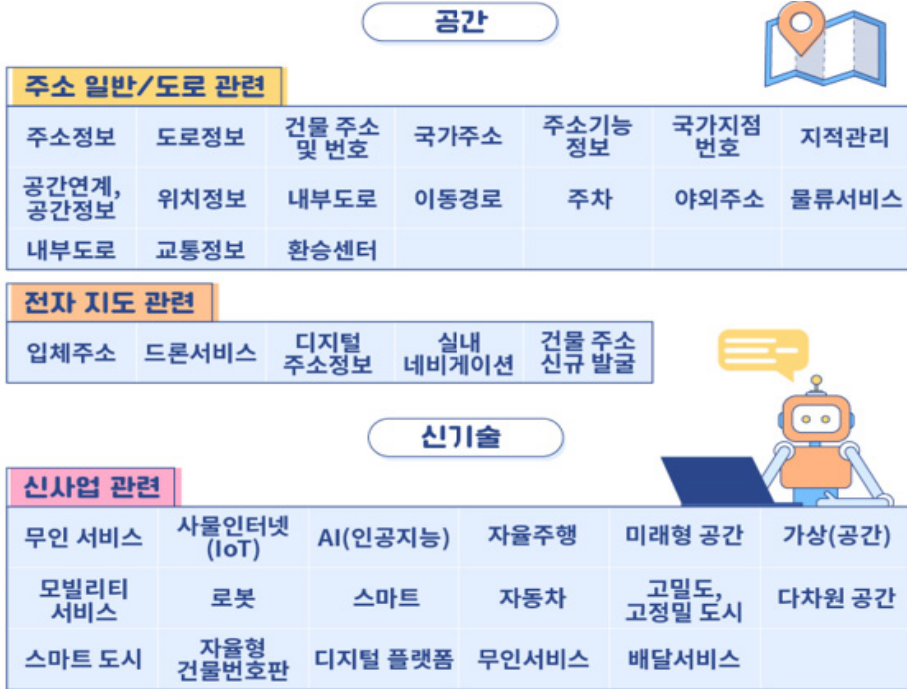 공간
주소 일반/도로 관련
주소정보 도로정보 건물 주소 및 번호 국가주소 주소기능 정보 국가지점 번호 지적관리
공간연계, 공간정보 위치정보 내부도로 이동경로 주차 야외주소 물류서비스
내부도로 교통정보 환승센터
전자 지도 관련
입체주소 드론서비스 디지털 주소정보 실내 네비게이션 건물 주소 신규 발굴
신기술
신사업 관련
무인 서비스 사물인터넷 (IoT) AI(인공지능) 자율주행 미래형 공간 가상(공간)
모빌리티 서비스 로봇 스마트 자동차 고밀도, 고정밀 도시 다차원 공간
스마트 도시 자율형 건물번호판 디지털 플랫폼 무인서비스 배달서비스